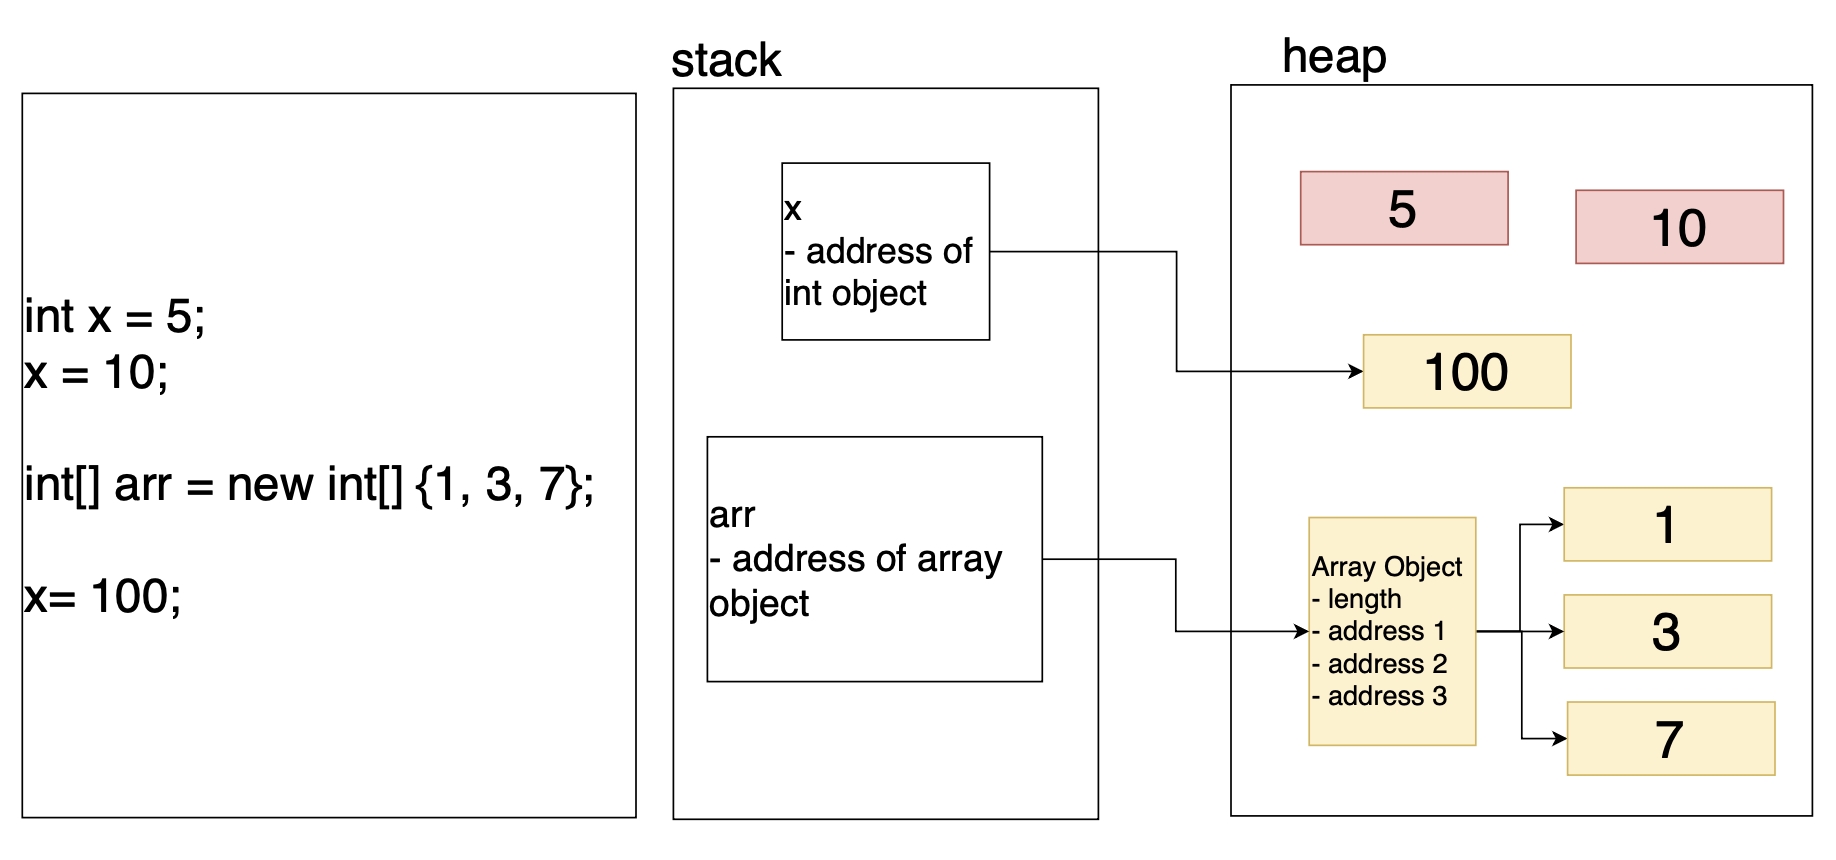 int x = 5;
x = 10;
int[] arr = new int[] {1, 3, 7};
x= 100;
stack
x
- address of
int object
arr
- address of array
object
heap
5
10
100
Array Object
- length
- address 1
- address 2
- address 3
1
3
7